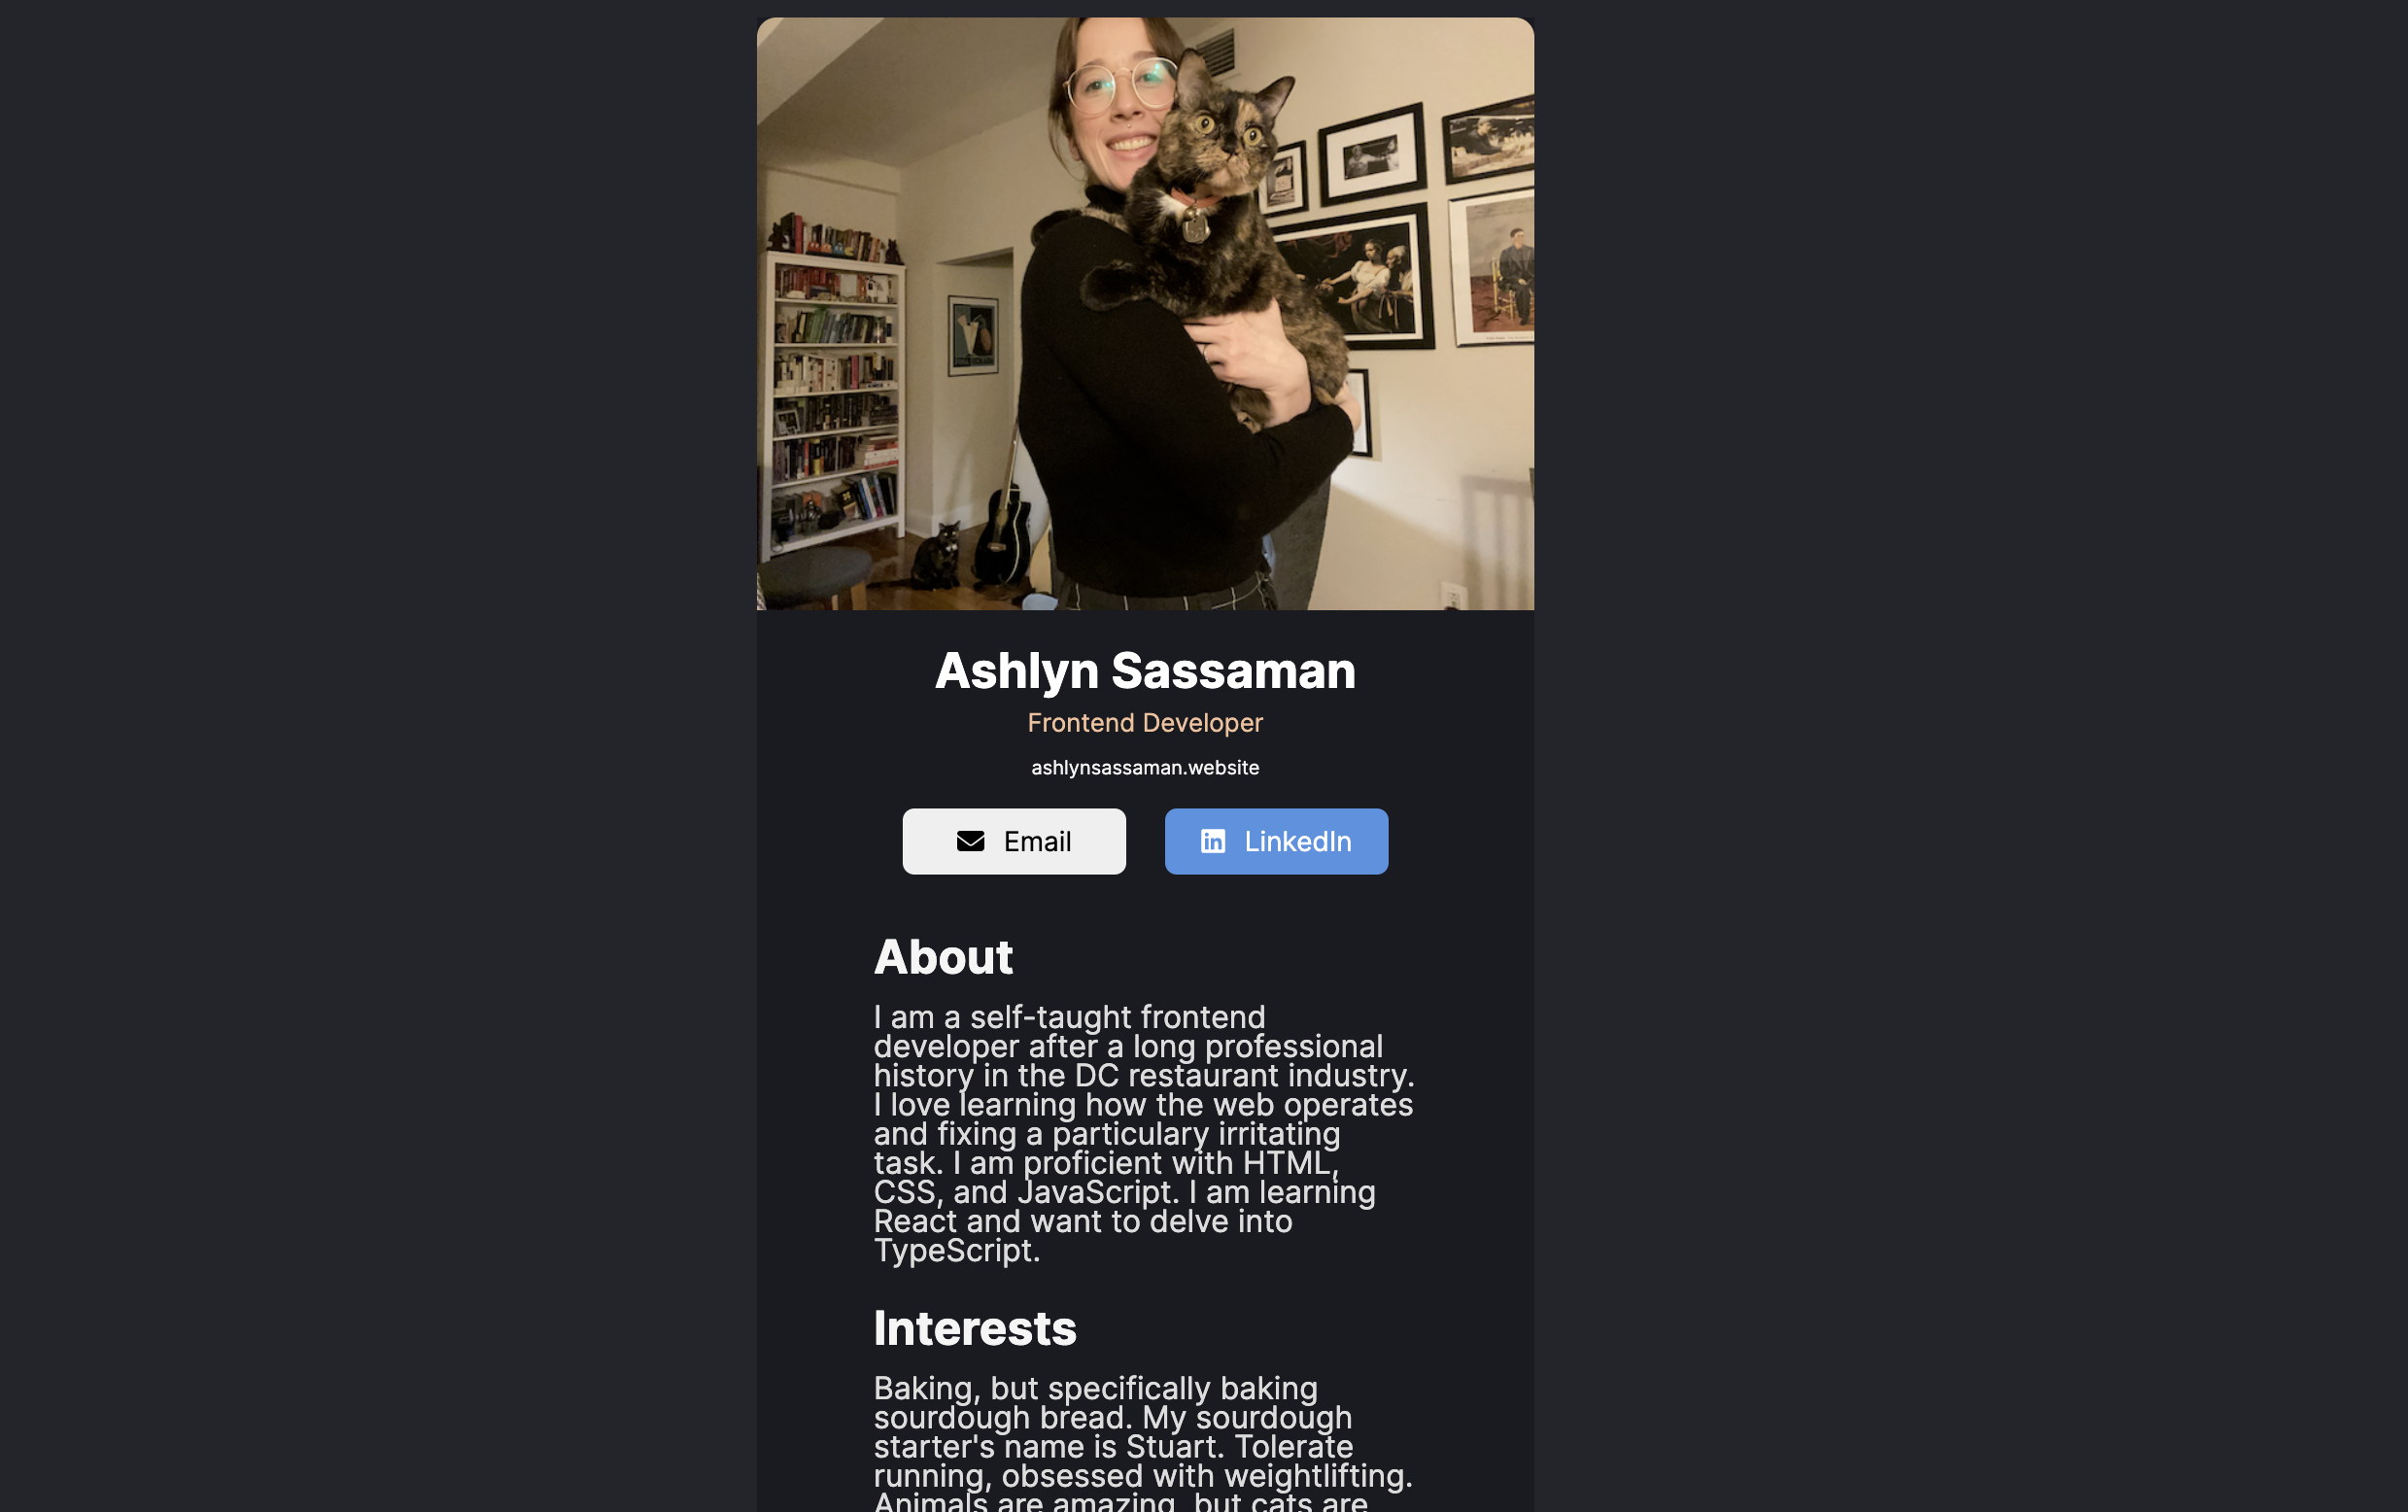 Ashlyn Sassaman
Frontend Developer
ashlynsassaman.website
Email
LinkedIn
About
I am a self-taught frontend
developer after a long professional
history in the DC restaurant industry.
I love learning how the web operates
and fixing a particulary irritating
task. I am proficient with HTML,
CSS, and JavaScript. I am learning
React and want to delve into
TypeScript.
Interests
Baking, but specifically baking
sourdough bread. My sourdough
starter's name is Stuart. Tolerate
running, obsessed with weightlifting.
Animals are amazing, but cats are